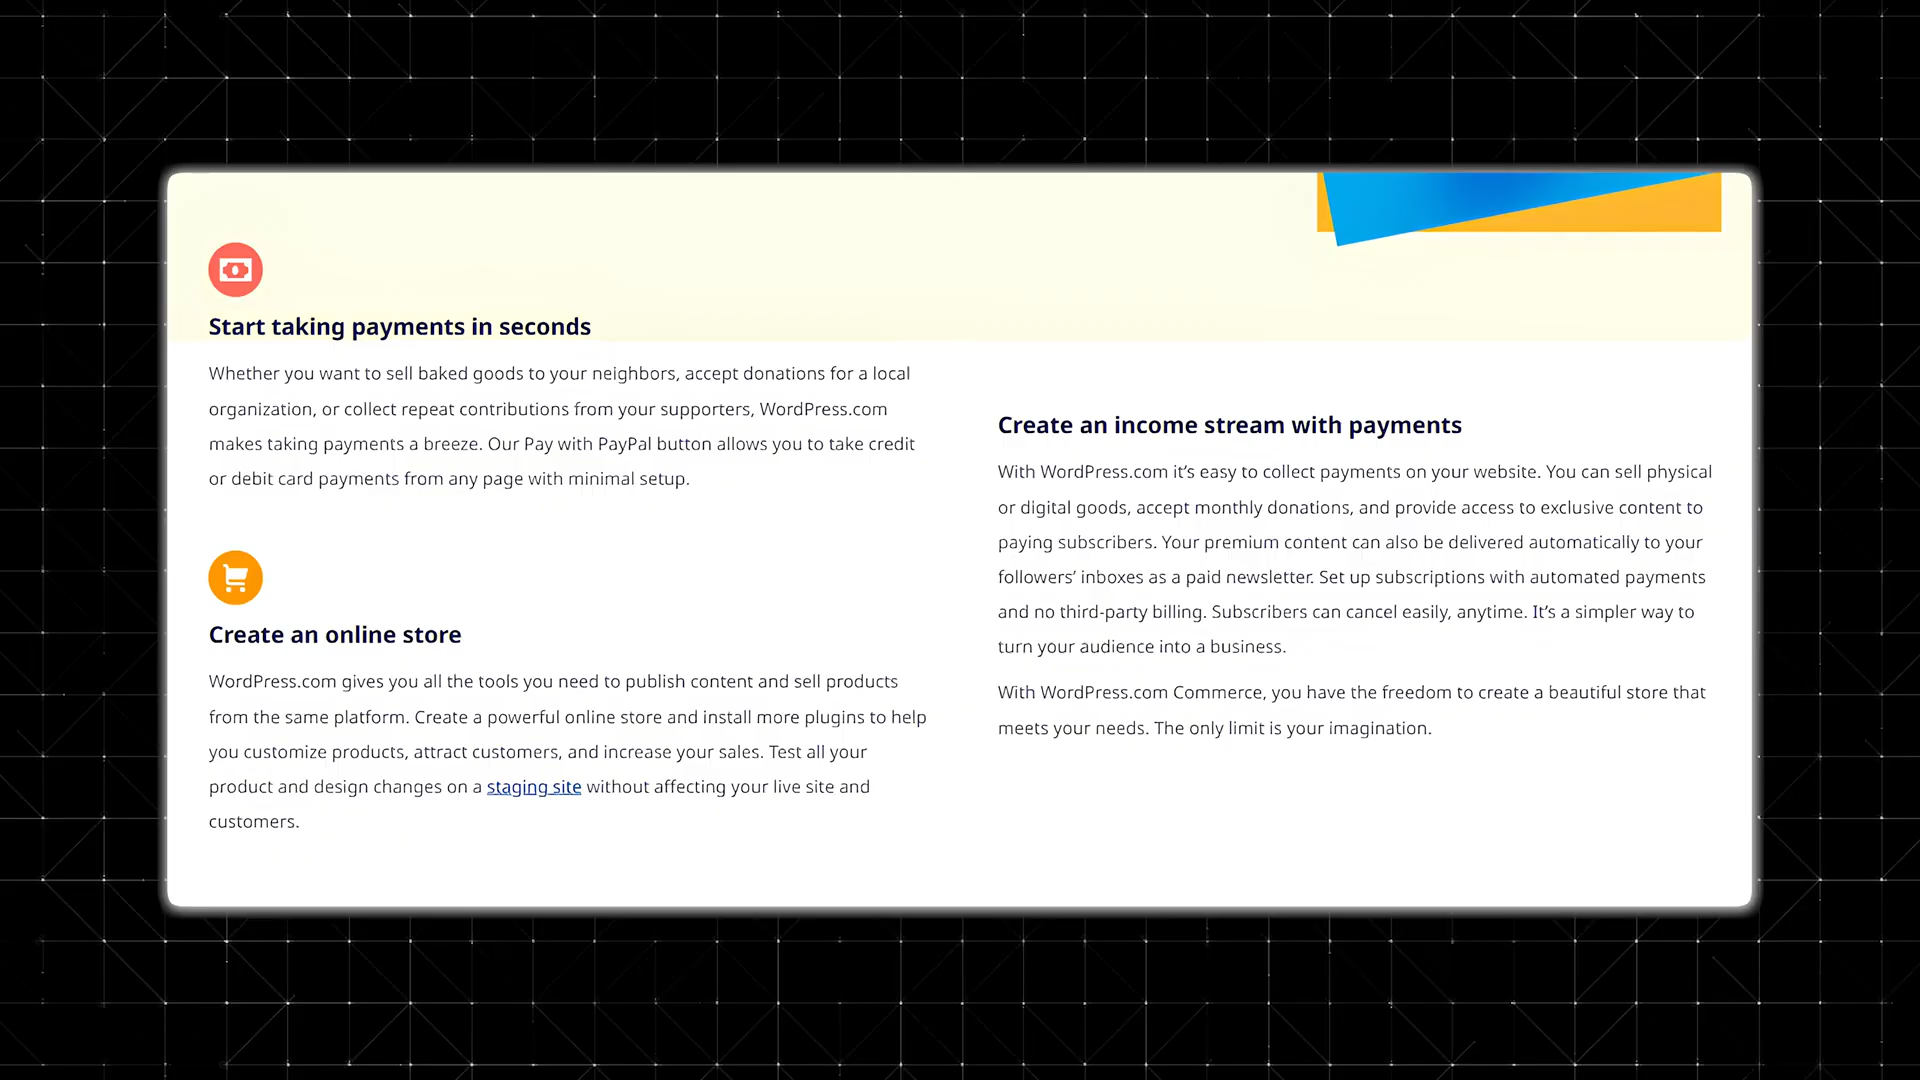 Start taking payments in seconds
Whether you want to sell baked goods to your neighbors, accept donations for a local
organization, or collect repeat contributions from your supporters, WordPress.com
makes taking payments a breeze. Our Pay with PayPal button allows you to take credit
or debit card payments from any page with minimal setup.
Create an online store
WordPress.com gives you all the tools you need to publish content and sell products
from the same platform. Create a powerful online store and install more plugins to help
you customize products, attract customers, and increase your sales. Test all your
product and design changes on a staging site without affecting your live site and
customers.
Create an income stream with payments
With WordPress.com it’s easy to collect payments on your website. You can sell physical
or digital goods, accept monthly donations, and provide access to exclusive content to
paying subscribers. Your premium content can also be delivered automatically to your
followers’ inboxes as a paid newsletter. Set up subscriptions with automated payments
and no third-party billing. Subscribers can cancel easily, anytime. It’s a simpler way to
turn your audience into a business.
With WordPress.com Commerce, you have the freedom to create a beautiful store that
meets your needs. The only limit is your imagination.